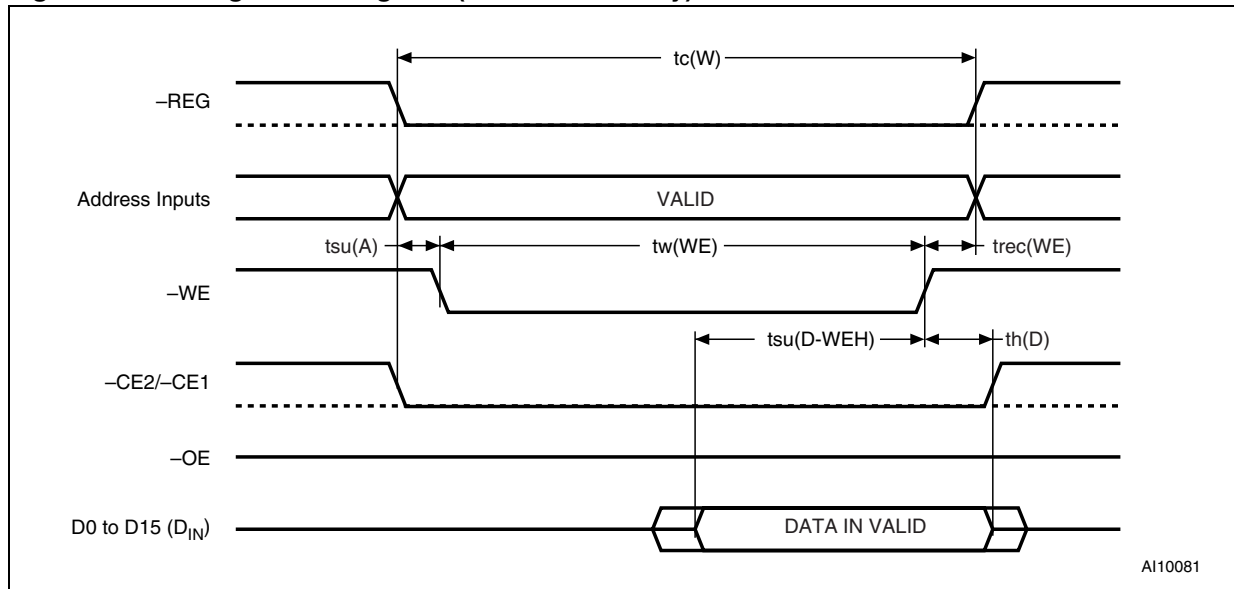 tc(W)
–REG
Address Inputs
VALID
tsu(A)
tw(WE)
trec(WE)
–WE
tsu(D-WEH)
th(D)
–CE2/–CE1
–OE
D0 to D15 (DIN)
DATA IN VALID
AI10081